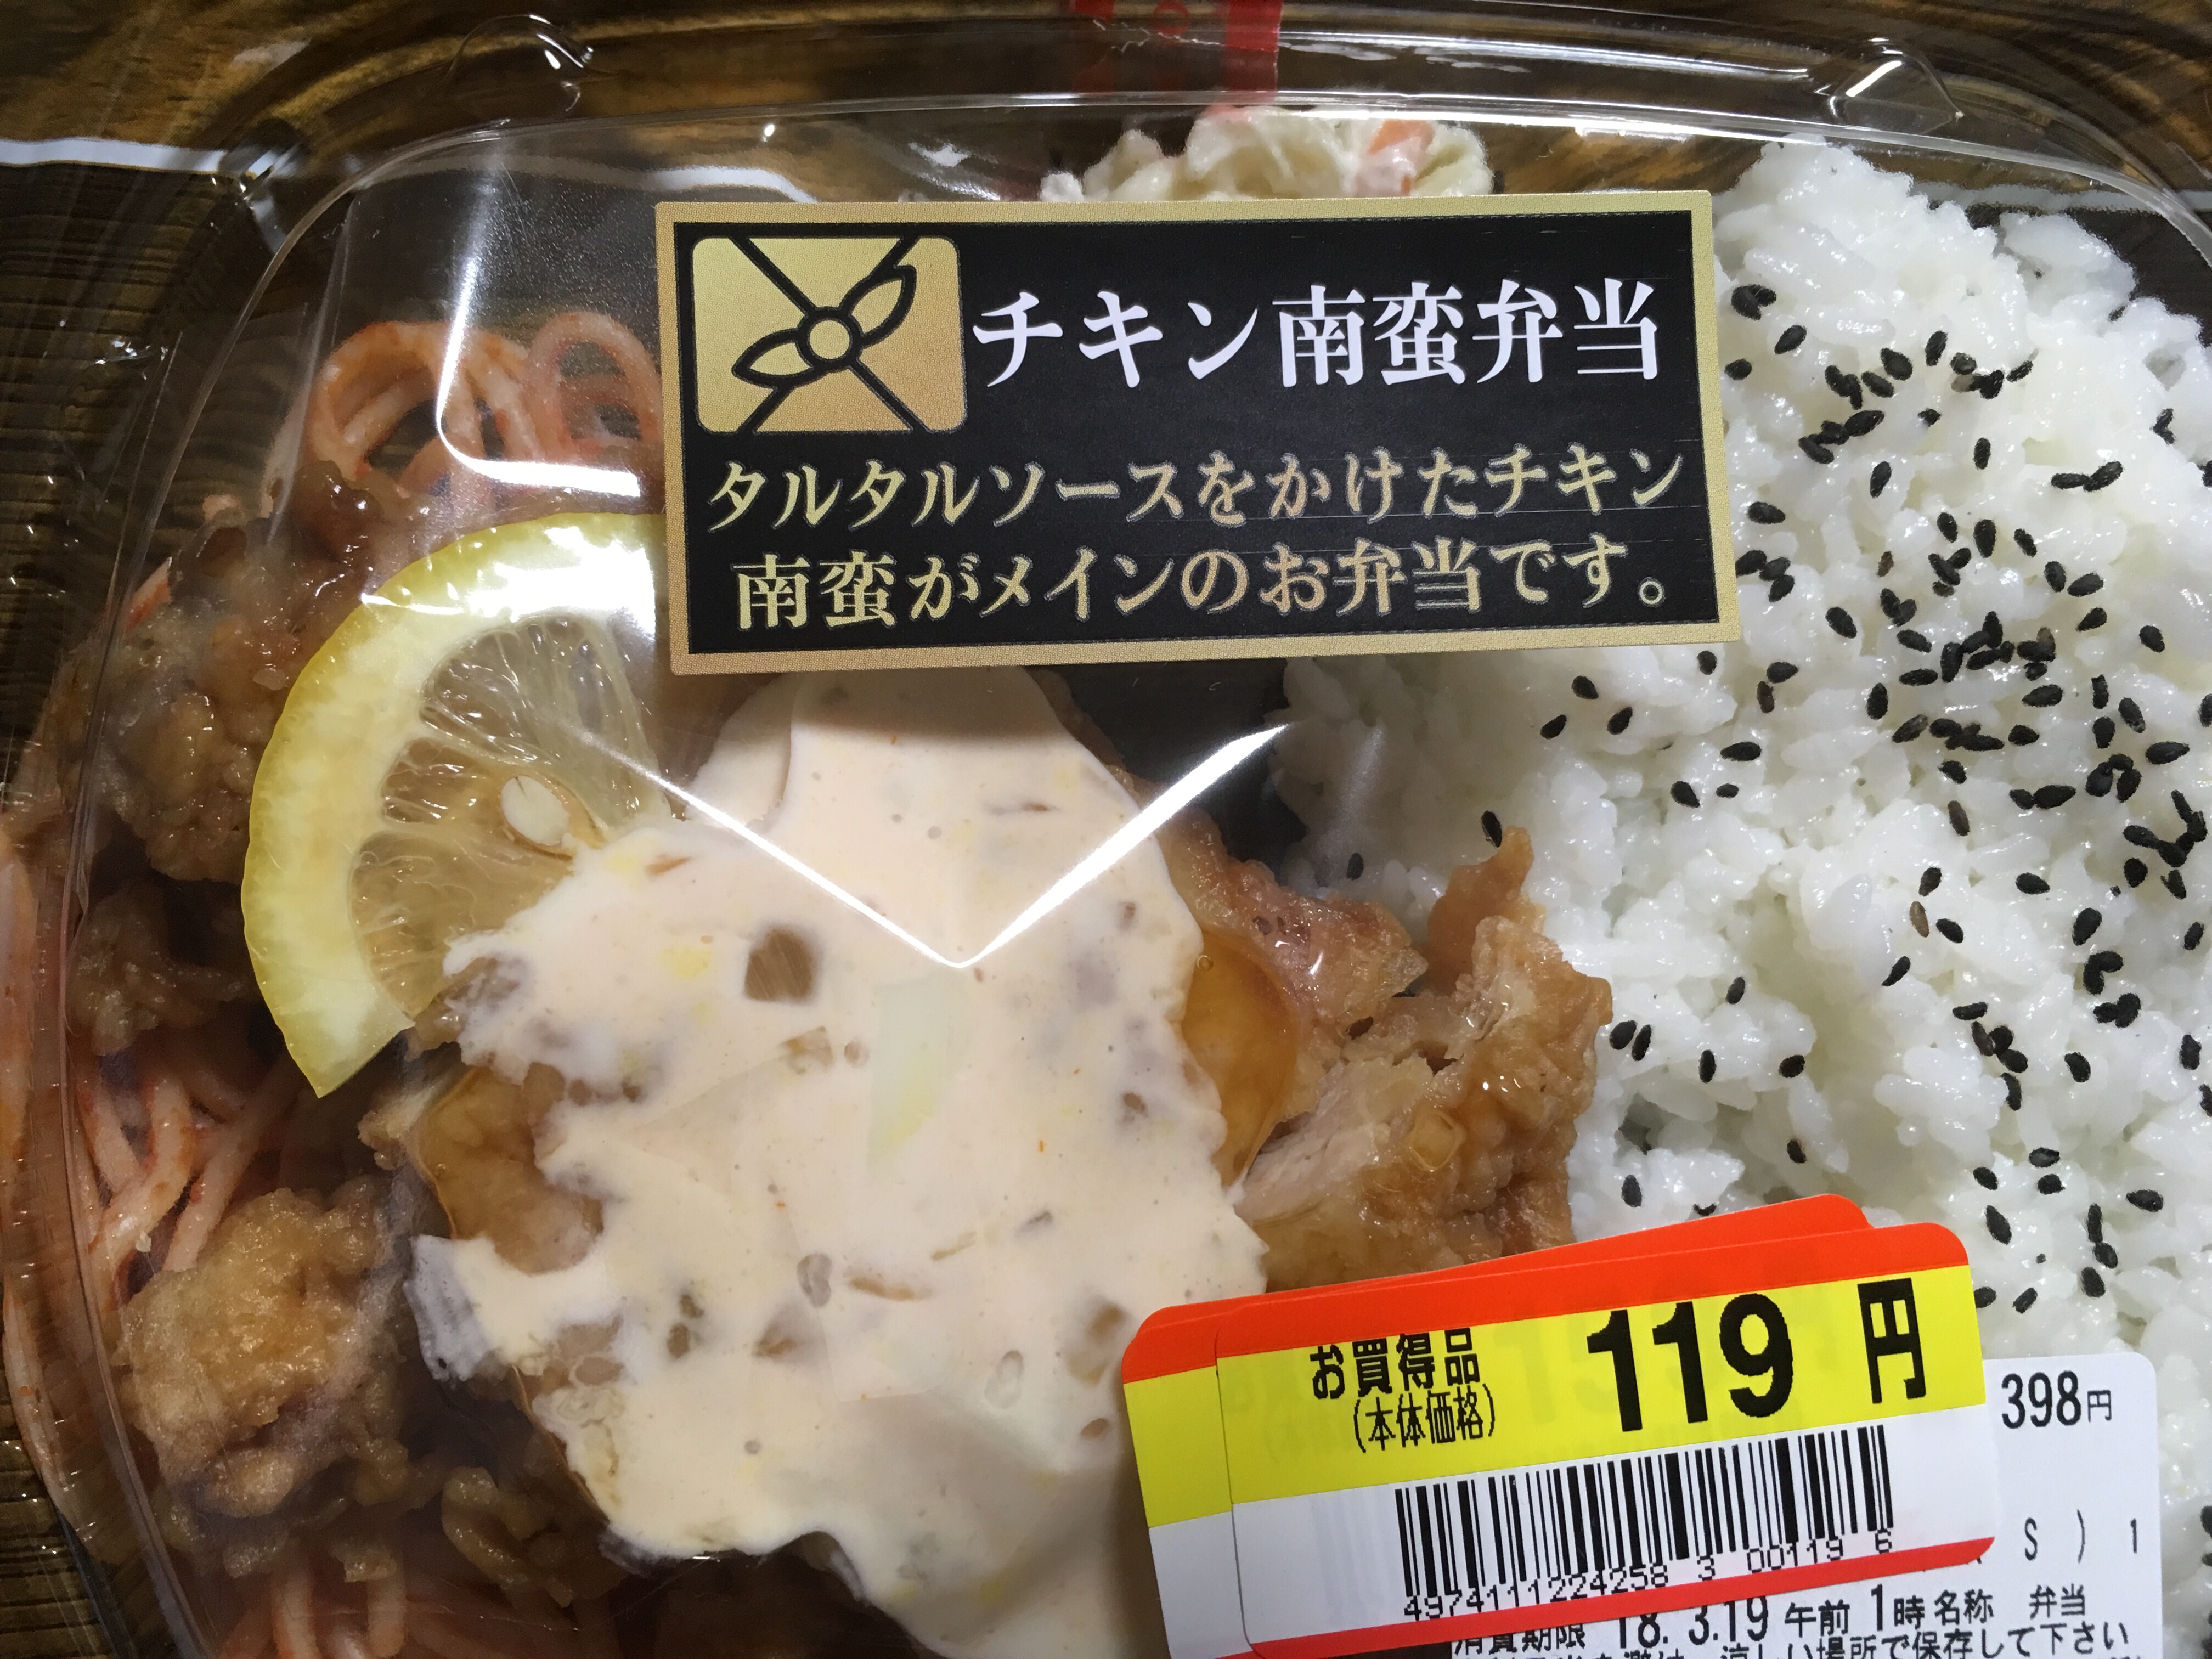 チキン南蛮弁当
タルタルソースをかけたチキン
南蛮がメインのお弁当です。
お買得品
(本体価格)
119 円
398円
S ) 1
4974111224258 3 00119 6
消費期限 18. 3.19 午前 1時 名称 弁当
涼しい場所で保存して下さい